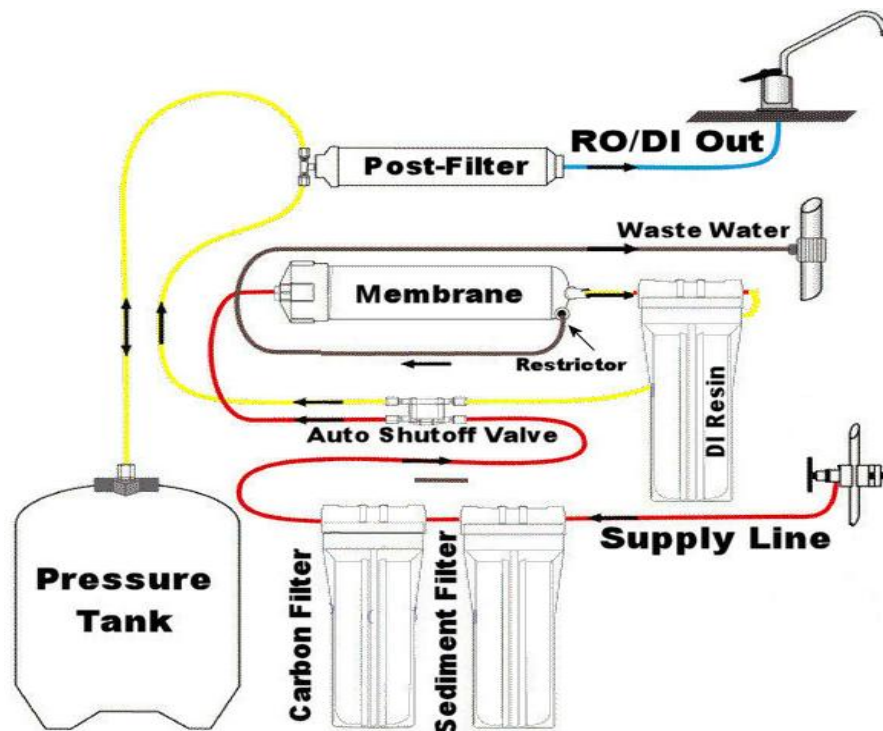 RO/DI Out
Post-Filter
Waste Water
Membrane
Restrictor
DI Resin
Auto Shutoff Valve
Supply Line
Pressure
Tank
Carbon Filter
Sediment Filter